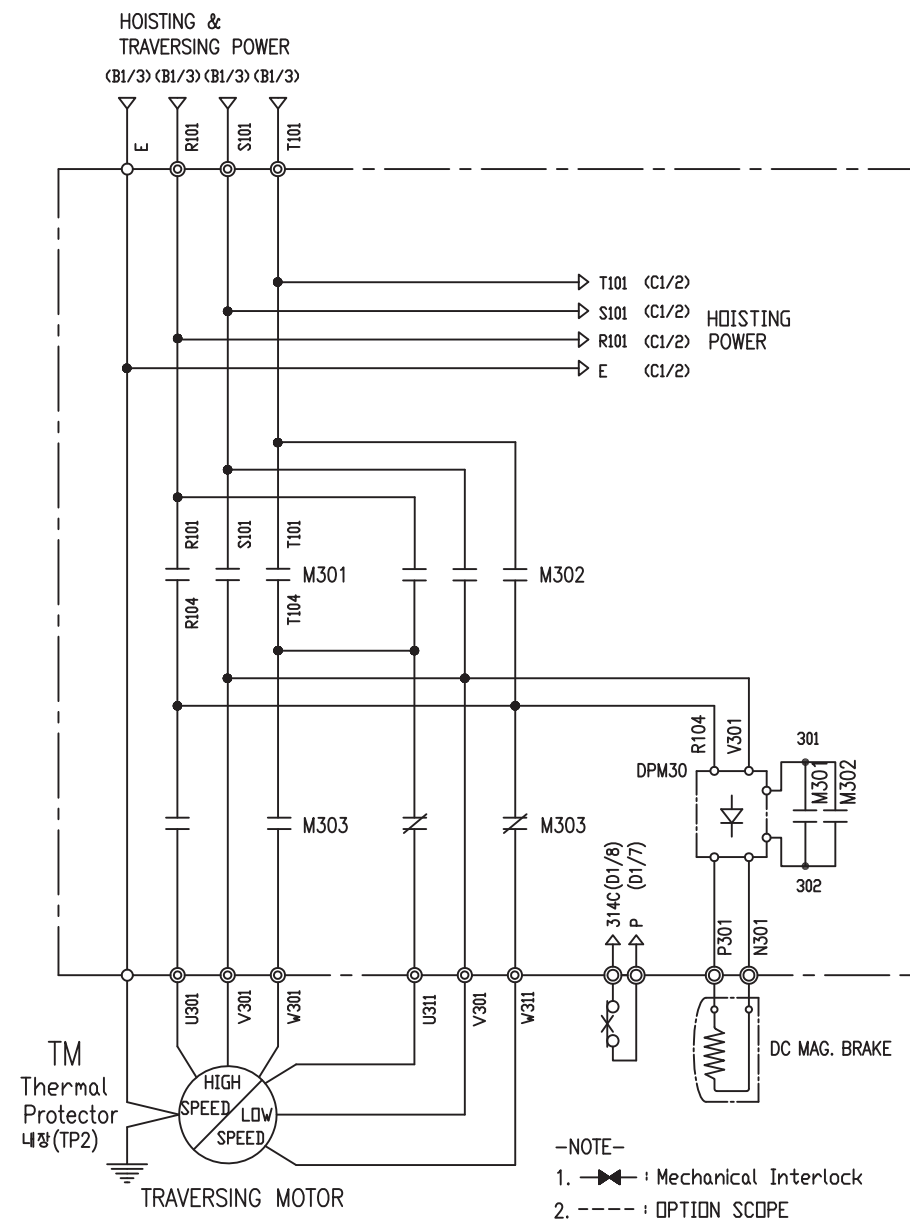 HOISTING &
TRAVERSING POWER
(B1/3) (B1/3) (B1/3) (B1/3)
E
R101
S101
T101
T101 (C1/2)
S101 (C1/2)
R101 (C1/2)
E (C1/2)
HOISTING
POWER
R101
S101
T101
M301
M302
R104
T104
R104
V301
301
DPM30
M301
M302
M303
M303
302
314C(D1/8)
P (D1/7)
P301
N301
U301
V301
W301
U311
V301
W311
TM
Thermal
Protector
내장(TP2)
HIGH
SPEED
LOW
SPEED
DC MAG. BRAKE
TRAVERSING MOTOR
-NOTE-
1. : Mechanical Interlock
2. ---- : OPTION SCOPE